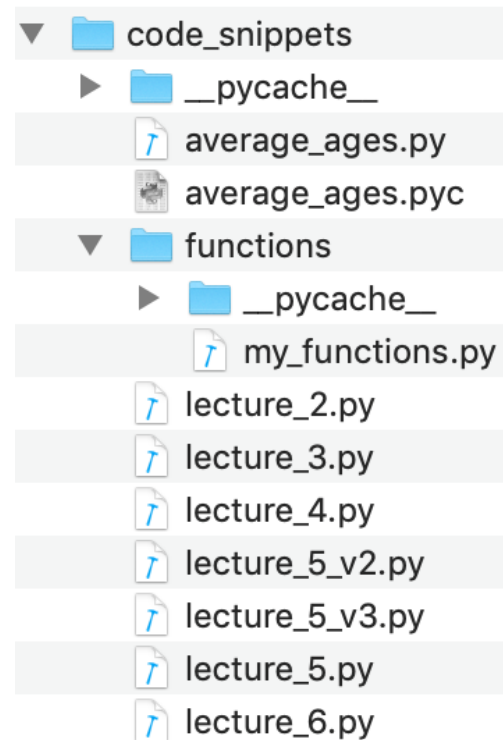 code_snippets
__pycache__
average_ages.py
average_ages.pyc
functions
__pycache__
my_functions.py
lecture_2.py
lecture_3.py
lecture_4.py
lecture_5_v2.py
lecture_5_v3.py
lecture_5.py
lecture_6.py